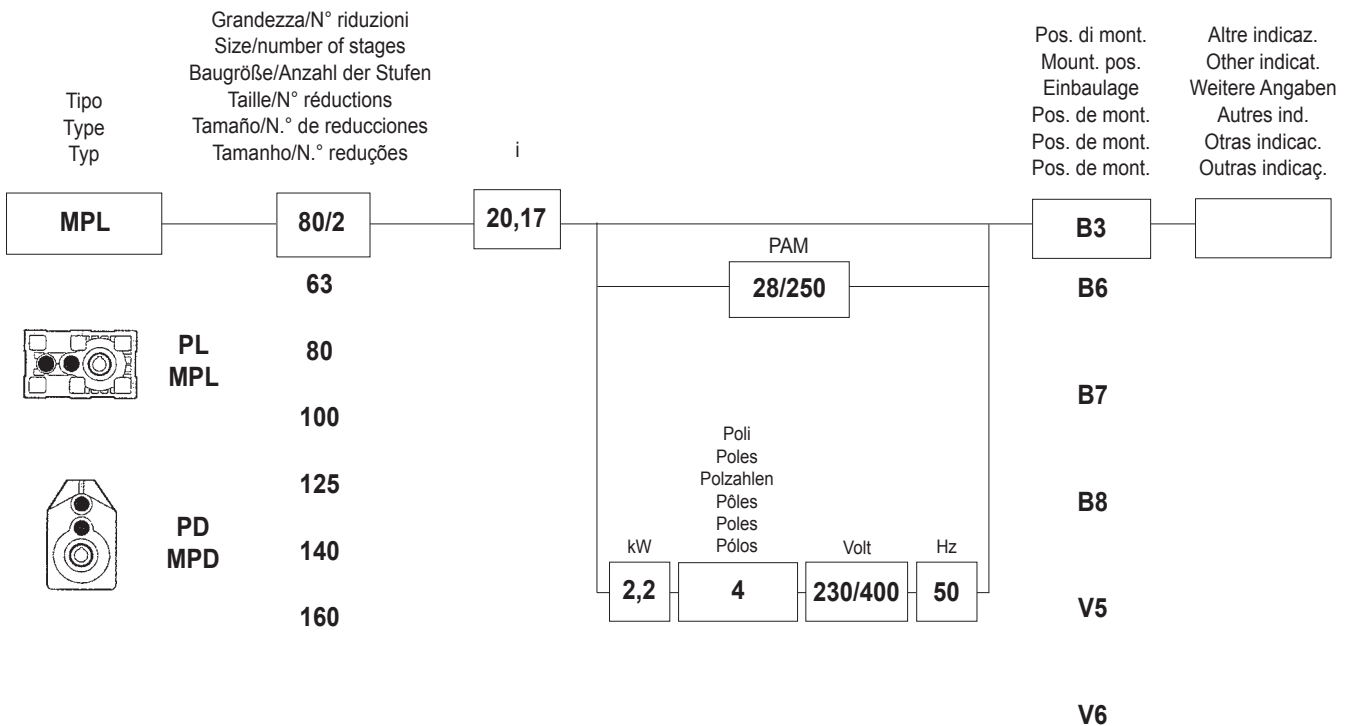 Grandezza/N° riduzioni
Size/number of stages
Baugröße/Anzahl der Stufen
Taille/N° réductions
Tamaño/N.° de reducciones
Tamanho/N.° reduções
Tipo
Type
Typ
i
Pos. di mont.
Mount. pos.
Einbaulage
Pos. de mont.
Pos. de mont.
Pos. de mont.
Altre indicaz.
Other indicat.
Weitere Angaben
Autres ind.
Otras indicac.
Outras indicaç.
MPL
80/2
20,17
B3
PAM
28/250
63
80
100
125
140
160
PL
MPL
PD
MPD
Poli
Poles
Polzahlen
Pôles
Poles
Pólos
kW
Volt
Hz
2,2
4
230/400
50
B6
B7
B8
V5
V6